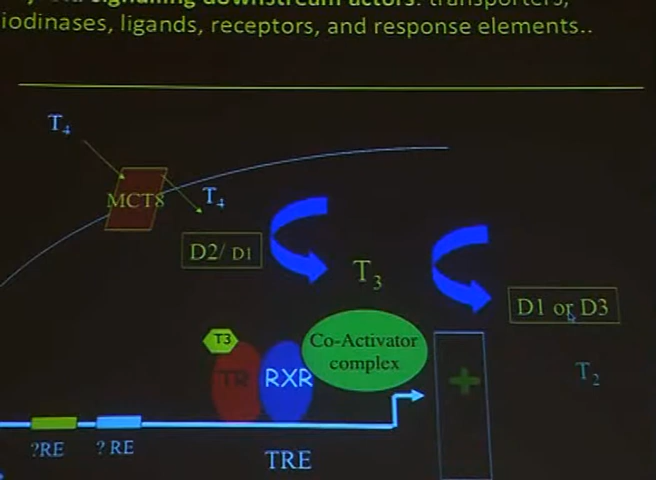 signalling downstream actors: transporters,
iodinases, ligands, receptors, and response elements..
T4
MCT8
T4
D2/ D1
T3
D1 or D3
T3
Co-Activator
complex
TR
RXR
+
T2
?RE
? RE
TRE